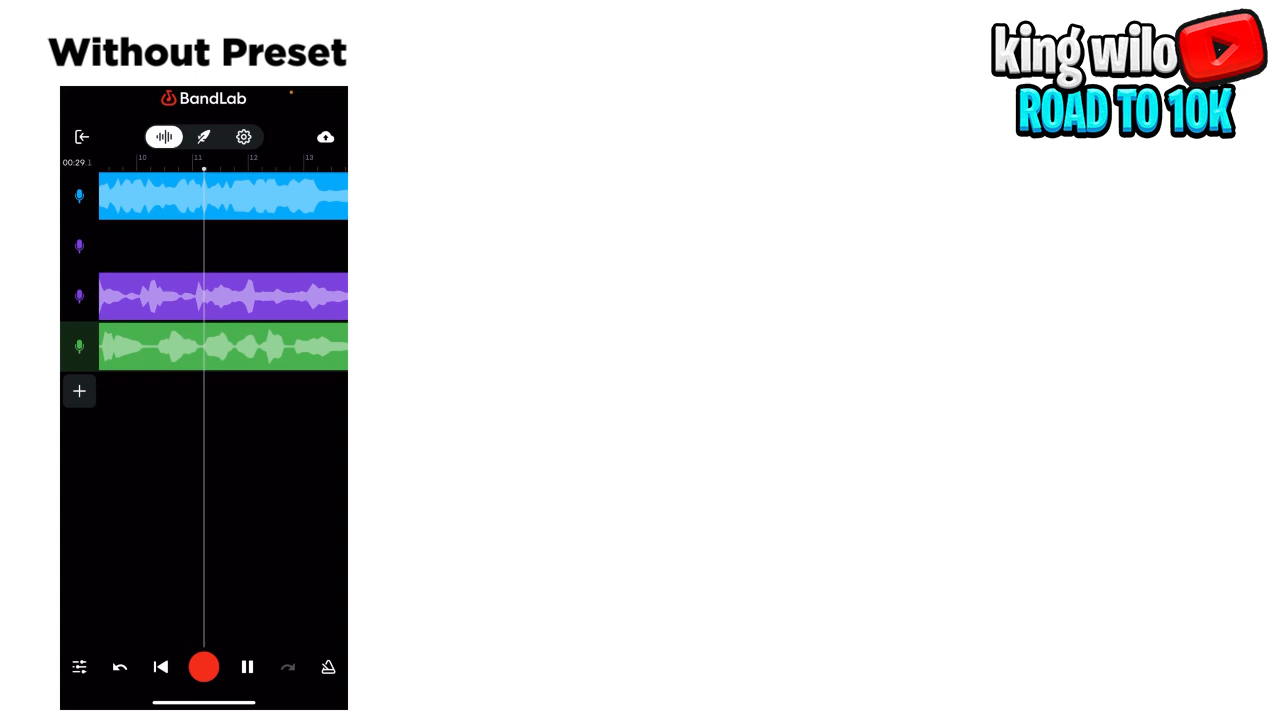 Without Preset
king wilo
ROAD TO 10K
BandLab
00:29.1
10 11 12 13